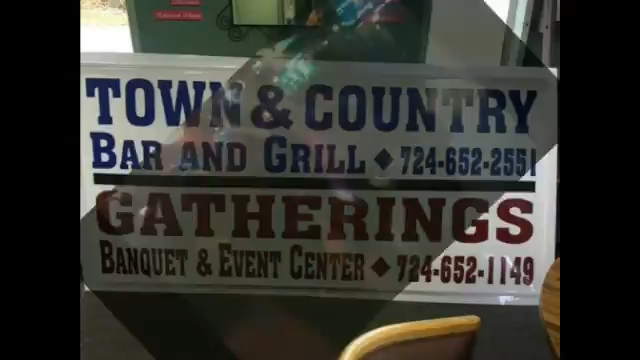 TOWN & COUNTRY
BAR AND GRILL ◆ 724-652-2551
GATHERINGS
BANQUET & EVENT CENTER ◆ 724-652-1149